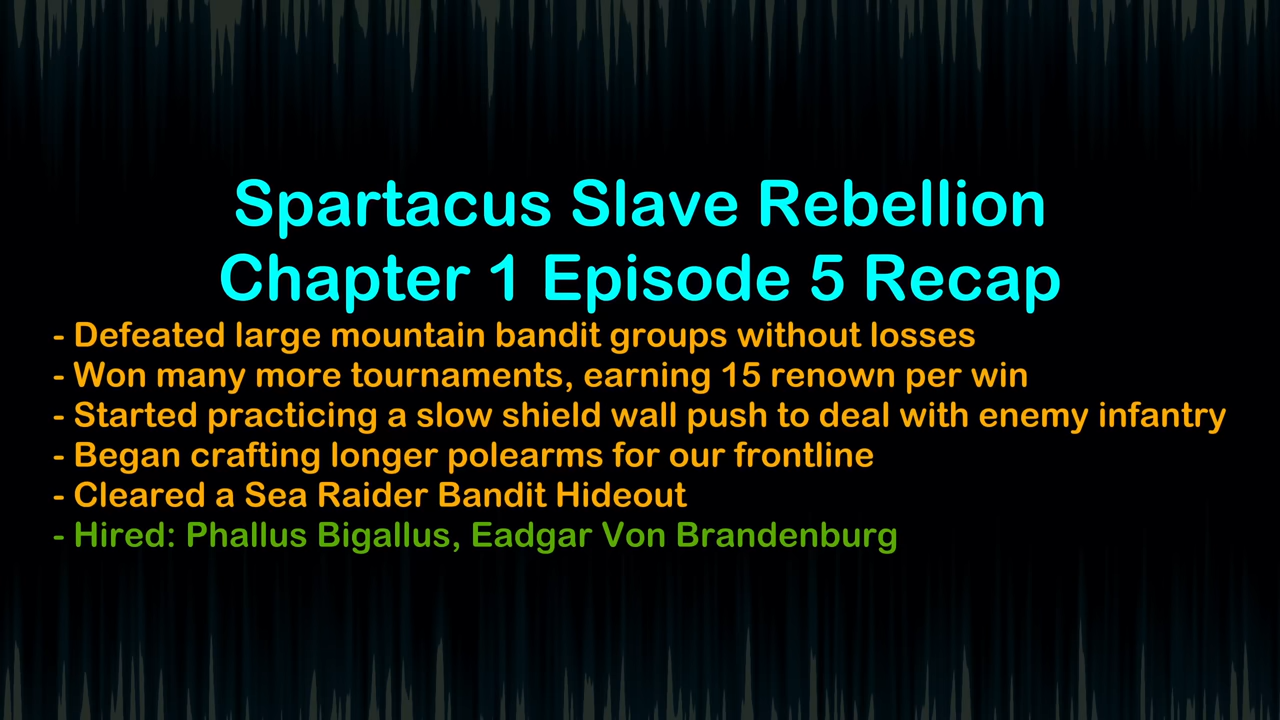 Spartacus Slave Rebellion
Chapter 1 Episode 5 Recap
- Defeated large mountain bandit groups without losses
- Won many more tournaments, earning 15 renown per win
- Started practicing a slow shield wall push to deal with enemy infantry
- Began crafting longer polearms for our frontline
- Cleared a Sea Raider Bandit Hideout
- Hired: Phallus Bigallus, Eadgar Von Brandenburg